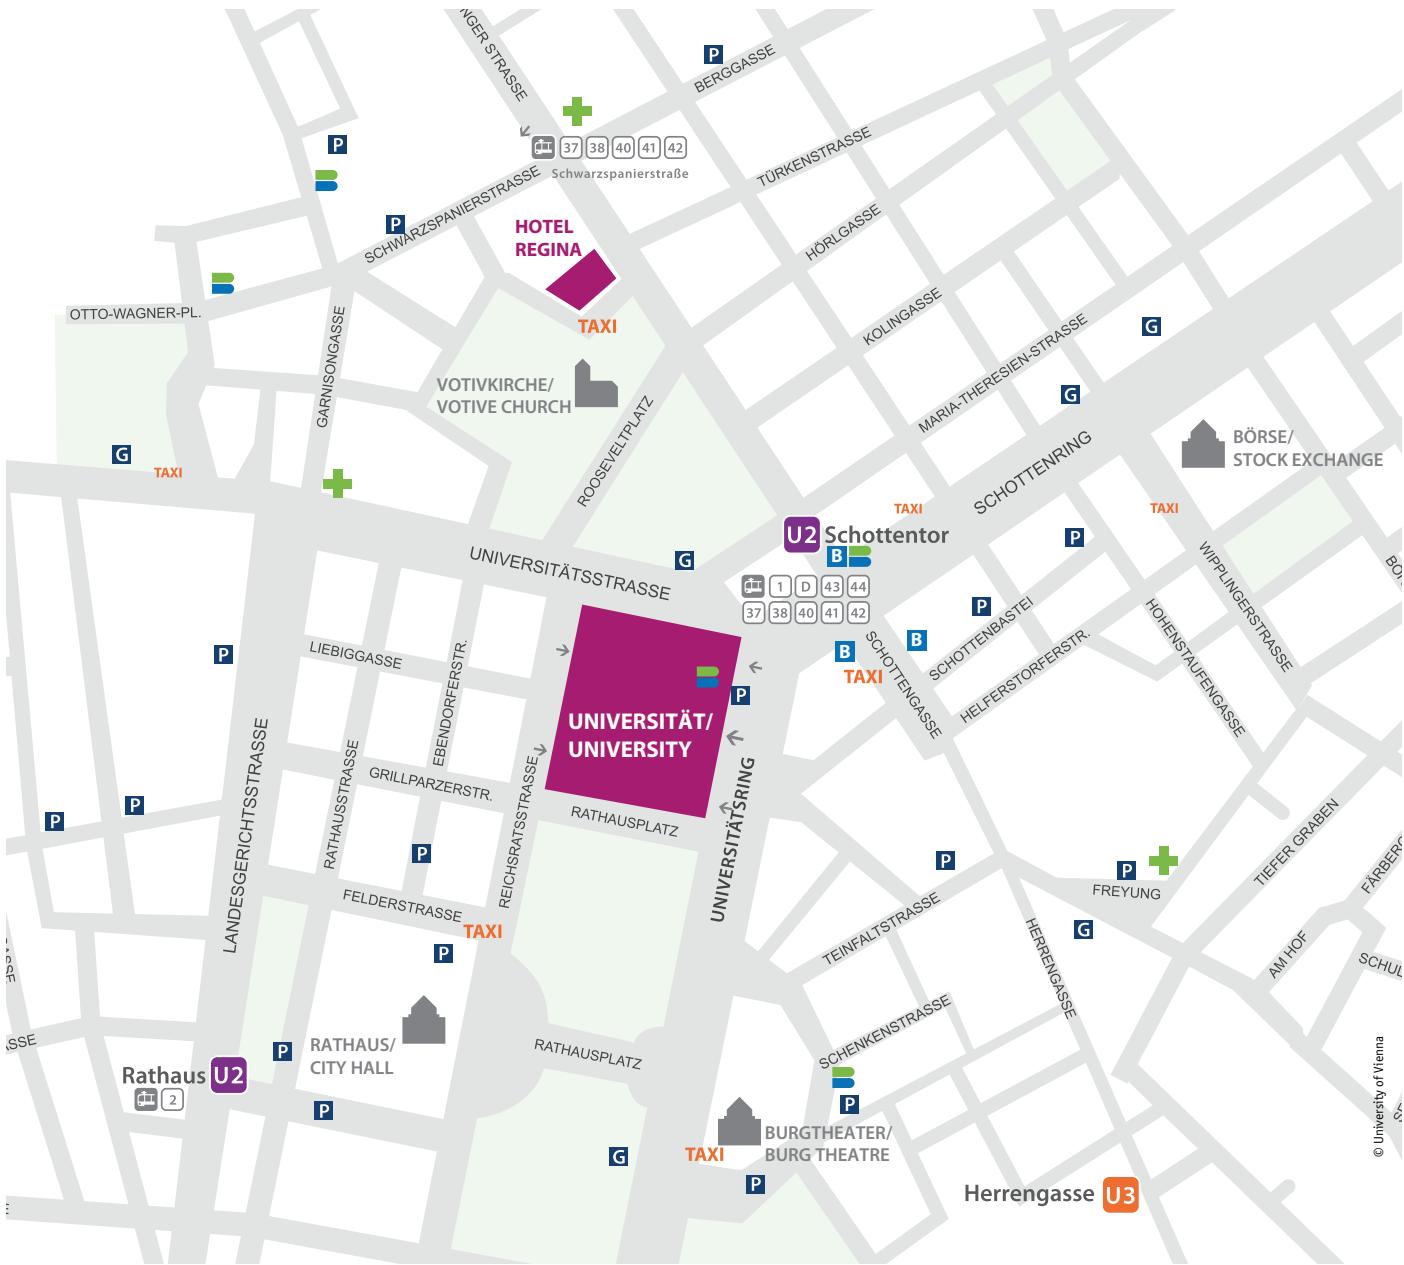 NGER STRASSE
P
BERGGASSE
P
37 38 40 41 42
Schwarzspanierstraße
TÜRKENSTRASSE
P
SCHWARZSPANIERSTRASSE
HOTEL
REGINA
HÖRLGASSE
OTTO-WAGNER-PL.
TAXI
G
KOLINGASSE
GARNISONGASSE
MARIA-THERESIEN-STRASSE
VOTIVKIRCHE/
VOTIVE CHURCH
G
ROOSEVELTPLATZ
BÖRSE/
STOCK EXCHANGE
G
TAXI
SCHOTTENRING
TAXI
TAXI
U2 Schottentor
P
B
UNIVERSITÄTSSTRASSE
G
1 D 43 44
37 38 40 41 42
WIPPLINGERSTRASSE
P
HOHENSTAUFENGASSE
SCHOTTENBASTEI
HELFERSTORFERSTR.
B
B
SCHOTTENGASSE
TAXI
P
LIEBIGGASSE
EBENDORFERSTR.
P
UNIVERSITÄT/
UNIVERSITY
LANDESGERICHTSSTRASSE
RATHAUSSTRASSE
GRILLPARZERSTR.
REICHSRATSSTRASSE
RATHAUSPLATZ
UNIVERSITÄTSRING
P
P
P
P
P
FREYUNG
TIEFER GRABEN
FÄRBERG
FELDERSTRASSE
TAXI
TEINFALTSTRASSE
G
HERRENGASSE
AM HOF
SCHUL
P
ASSE
ASSE
SCHENKENSTRASSE
RATHAUS/
CITY HALL
P
RATHAUSPLATZ
Rathaus U2
2
P
P
© University of Vienna
BURGTHEATER/
BURG THEATRE
TAXI
G
P
Herrengasse U3